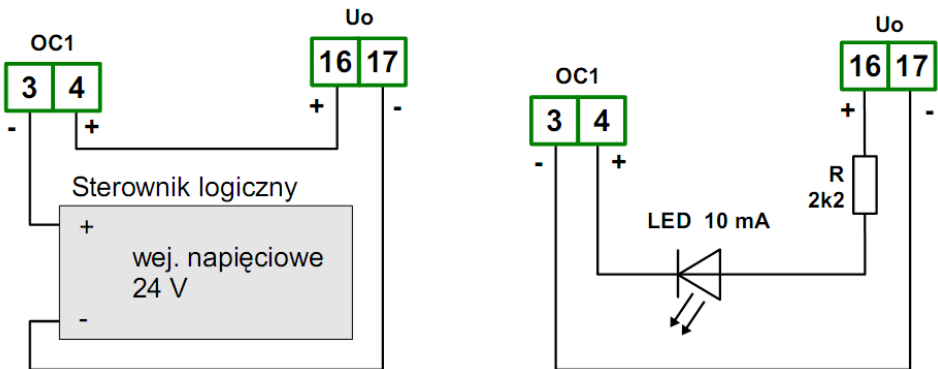 OC1
3 4
- +
Uo
16 17
+ -
Sterownik logiczny
+
wej. napięciowe
24 V
-
OC1
3 4
- +
Uo
16 17
+ -
R
2k2
LED 10 mA